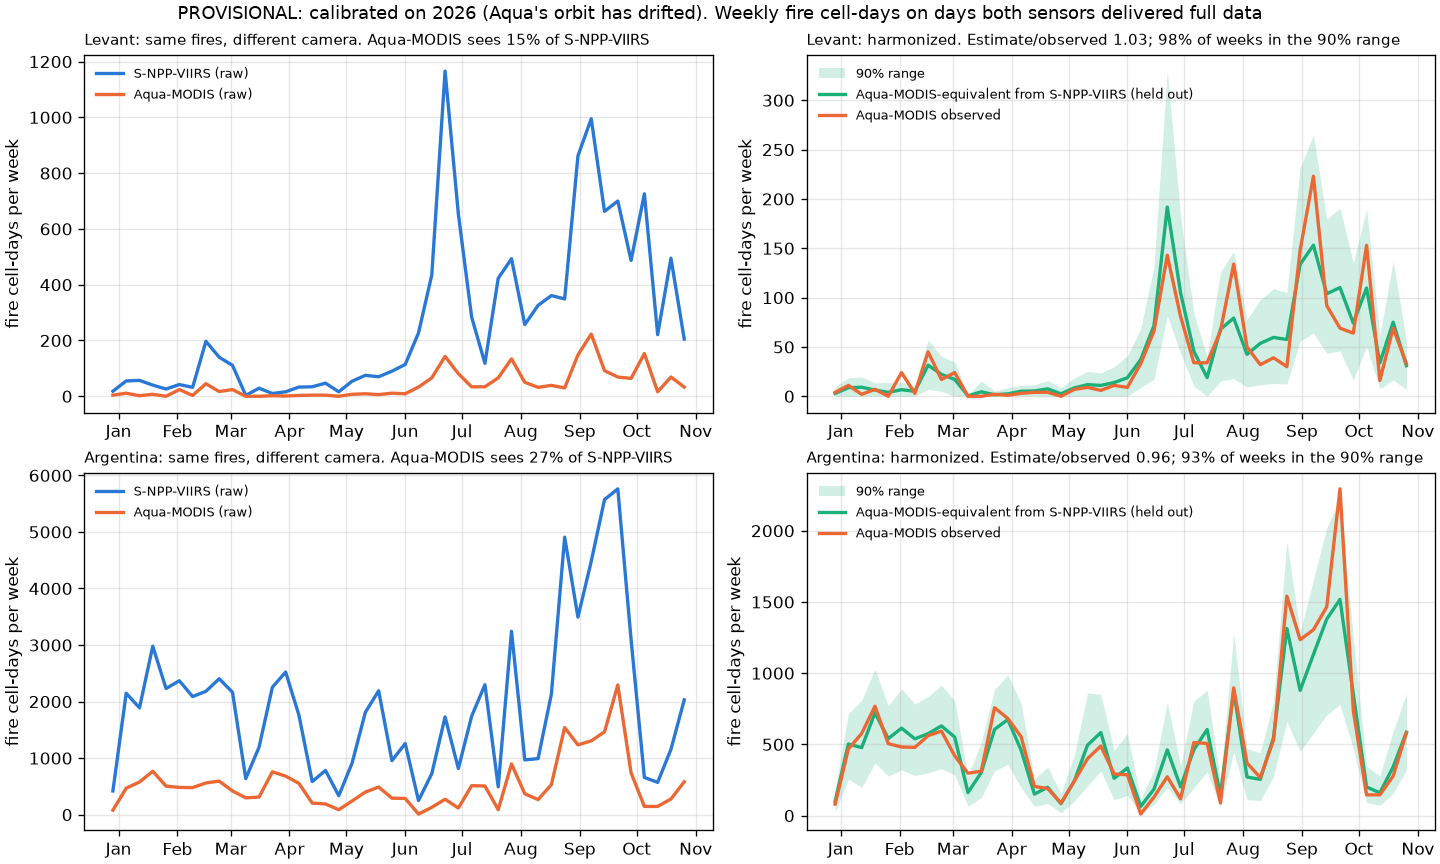 PROVISIONAL: calibrated on 2026 (Aqua's orbit has drifted). Weekly fire cell-days on days both sensors delivered full data
Levant: same fires, different camera. Aqua-MODIS sees 15% of S-NPP-VIIRS
fire cell-days per week
1200
1000
800
600
400
200
0
S-NPP-VIIRS (raw)
Aqua-MODIS (raw)
Jan Feb Mar Apr May Jun Jul Aug Sep Oct Nov
Levant: harmonized. Estimate/observed 1.03; 98% of weeks in the 90% range
fire cell-days per week
300
250
200
150
100
50
0
90% range
Aqua-MODIS-equivalent from S-NPP-VIIRS (held out)
Aqua-MODIS observed
Jan Feb Mar Apr May Jun Jul Aug Sep Oct Nov
Argentina: same fires, different camera. Aqua-MODIS sees 27% of S-NPP-VIIRS
fire cell-days per week
6000
5000
4000
3000
2000
1000
0
S-NPP-VIIRS (raw)
Aqua-MODIS (raw)
Jan Feb Mar Apr May Jun Jul Aug Sep Oct Nov
Argentina: harmonized. Estimate/observed 0.96; 93% of weeks in the 90% range
fire cell-days per week
2000
1500
1000
500
0
90% range
Aqua-MODIS-equivalent from S-NPP-VIIRS (held out)
Aqua-MODIS observed
Jan Feb Mar Apr May Jun Jul Aug Sep Oct Nov